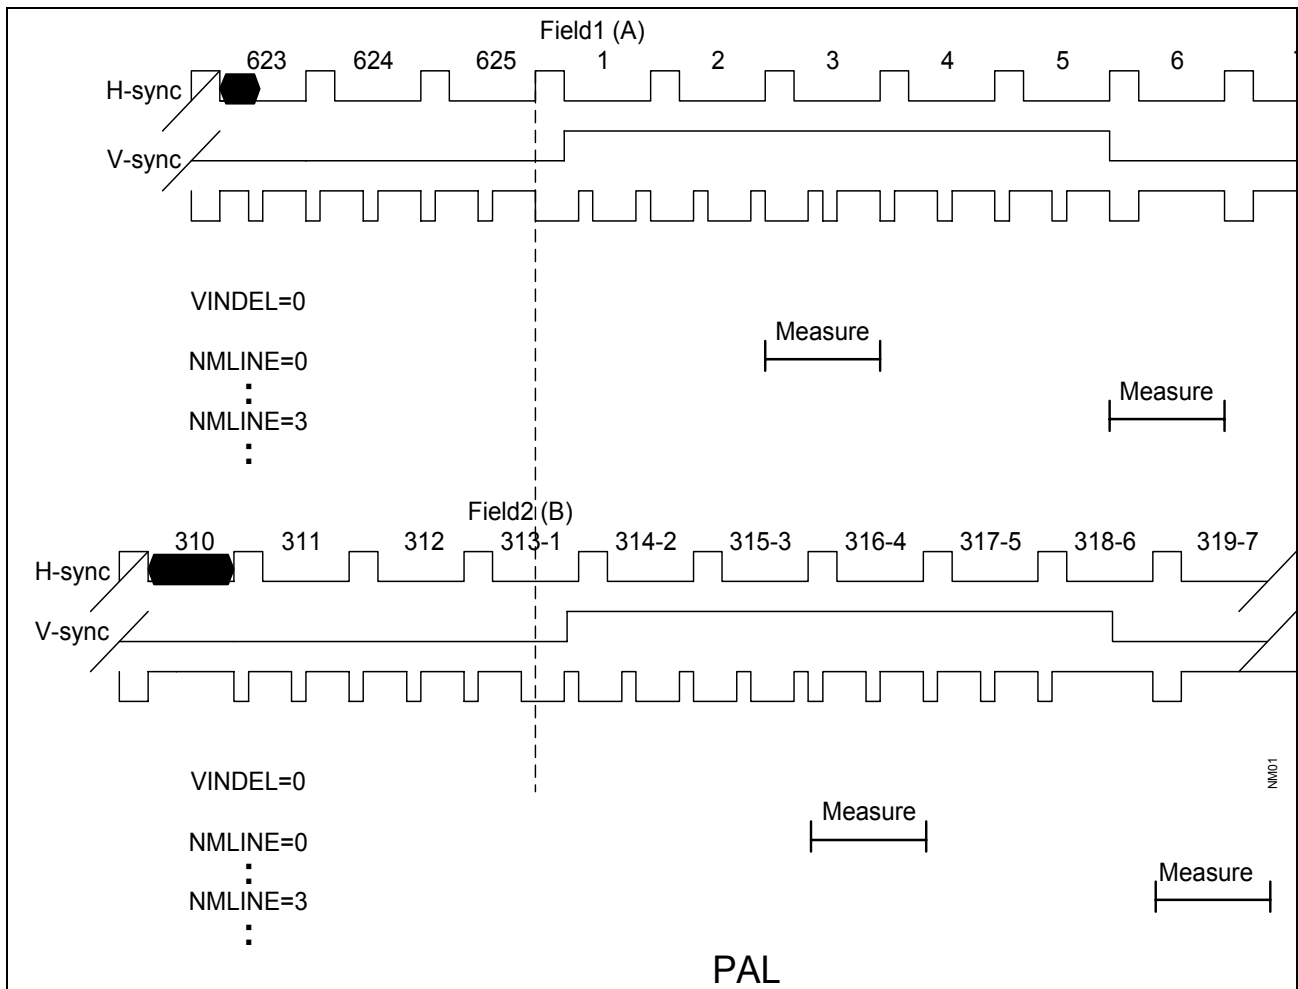 Field1 (A)
623 624 625 1 2 3 4 5 6
H-sync
V-sync
VINDEL=0
Measure
NMLINE=0
:
Measure
NMLINE=3
:
Field2 (B)
310 311 312 313-1 314-2 315-3 316-4 317-5 318-6 319-7
H-sync
V-sync
VINDEL=0
NM01
Measure
NMLINE=0
:
Measure
NMLINE=3
:
PAL